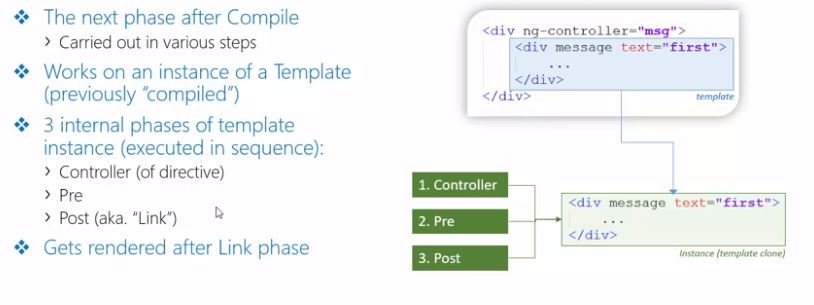 The next phase after Compile
› Carried out in various steps
Works on an instance of a Template
(previously “compiled”)
3 internal phases of template
instance (executed in sequence):
› Controller (of directive)
› Pre
› Post (aka. “Link”)
Gets rendered after Link phase
<div ng-controller="msg">
<div message text="first">
...
</div>
</div>
template
1. Controller
2. Pre
3. Post
<div message text="first">
...
</div>
Instance (template clone)